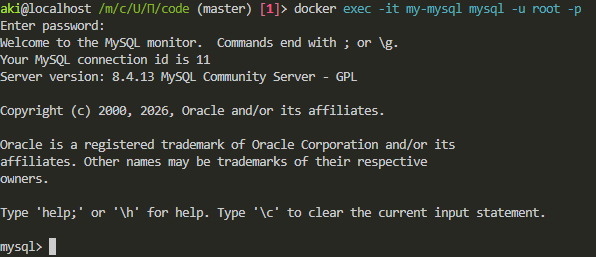 aki@localhost /m/c/U/П/code (master) [1]> docker exec -it my-mysql mysql -u root -p
Enter password:
Welcome to the MySQL monitor.  Commands end with ; or \g.
Your MySQL connection id is 11
Server version: 8.4.13 MySQL Community Server - GPL

Copyright (c) 2000, 2026, Oracle and/or its affiliates.

Oracle is a registered trademark of Oracle Corporation and/or its
affiliates. Other names may be trademarks of their respective
owners.

Type 'help;' or '\h' for help. Type '\c' to clear the current input statement.

mysql>